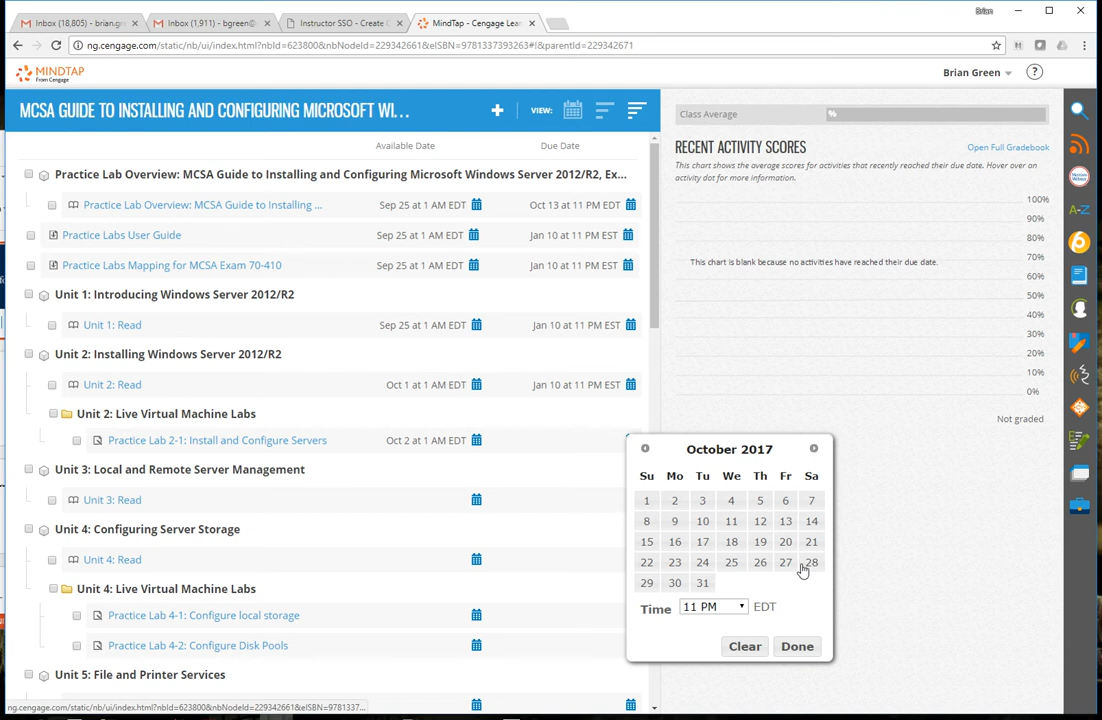 Brian
Inbox (18,805) - brian.gr
Inbox (1,911) - bgreen@
Instructor SSO - Create C
MindTap - Cengage Lear
ng.cengage.com/static/nb/ui/index.html?nbId=623800&nbNodeId=229342661&eISBN=9781337393263#!&parentId=229342671
MINDTAP
From Cengage
Brian Green
?
MCSA GUIDE TO INSTALLING AND CONFIGURING MICROSOFT WI...
VIEW:
Available Date Due Date
Practice Lab Overview: MCSA Guide to Installing and Configuring Microsoft Windows Server 2012/R2, Ex...
Practice Lab Overview: MCSA Guide to Installing ... Sep 25 at 1 AM EDT Oct 13 at 11 PM EDT
Practice Labs User Guide Sep 25 at 1 AM EDT Jan 10 at 11 PM EST
Practice Labs Mapping for MCSA Exam 70-410 Sep 25 at 1 AM EDT Jan 10 at 11 PM EST
Unit 1: Introducing Windows Server 2012/R2
Unit 1: Read Sep 25 at 1 AM EDT Jan 10 at 11 PM EST
Unit 2: Installing Windows Server 2012/R2
Unit 2: Read Oct 1 at 1 AM EDT Jan 10 at 11 PM EST
Unit 2: Live Virtual Machine Labs
Practice Lab 2-1: Install and Configure Servers Oct 2 at 1 AM EDT
Unit 3: Local and Remote Server Management
Unit 3: Read
Unit 4: Configuring Server Storage
Unit 4: Read
Unit 4: Live Virtual Machine Labs
Practice Lab 4-1: Configure local storage
Practice Lab 4-2: Configure Disk Pools
Unit 5: File and Printer Services
ng.cengage.com/static/nb/ui/index.html?nbId=623800&nbNodeId=229342661&eISBN=9781337...
Class Average %
RECENT ACTIVITY SCORES Open Full Gradebook
This chart shows the average scores for activities that recently reached their due date. Hover over an
activity dot for more information.
100%
90%
80%
This chart is blank because no activities have reached their due date.
70%
60%
50%
40%
30%
20%
10%
0%
Not graded
October 2017
Su Mo Tu We Th Fr Sa
1 2 3 4 5 6 7
8 9 10 11 12 13 14
15 16 17 18 19 20 21
22 23 24 25 26 27 28
29 30 31
Time 11 PM EDT
Clear Done
A-Z